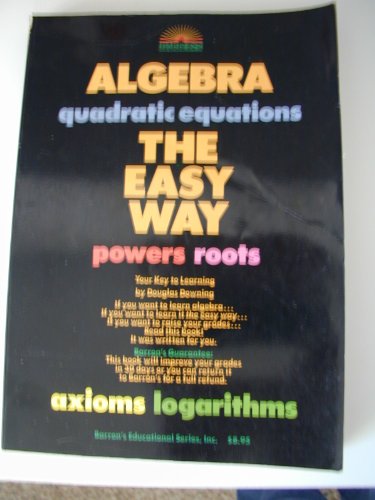 ALGEBRA
quadratic equations
THE
EASY
WAY
powers roots
Your Key to Learning
by Douglas Downing
If you want to learn algebra...
If you want to learn it the Easy way...
If you want to raise your grades...
Read this book!
It was written for you.
Barron's Guarantee:
This book will improve your grades
in 30 days or you can return it
to Barron's for a full refund.
axioms logarithms
Barron's Educational Series, Inc. $8.95